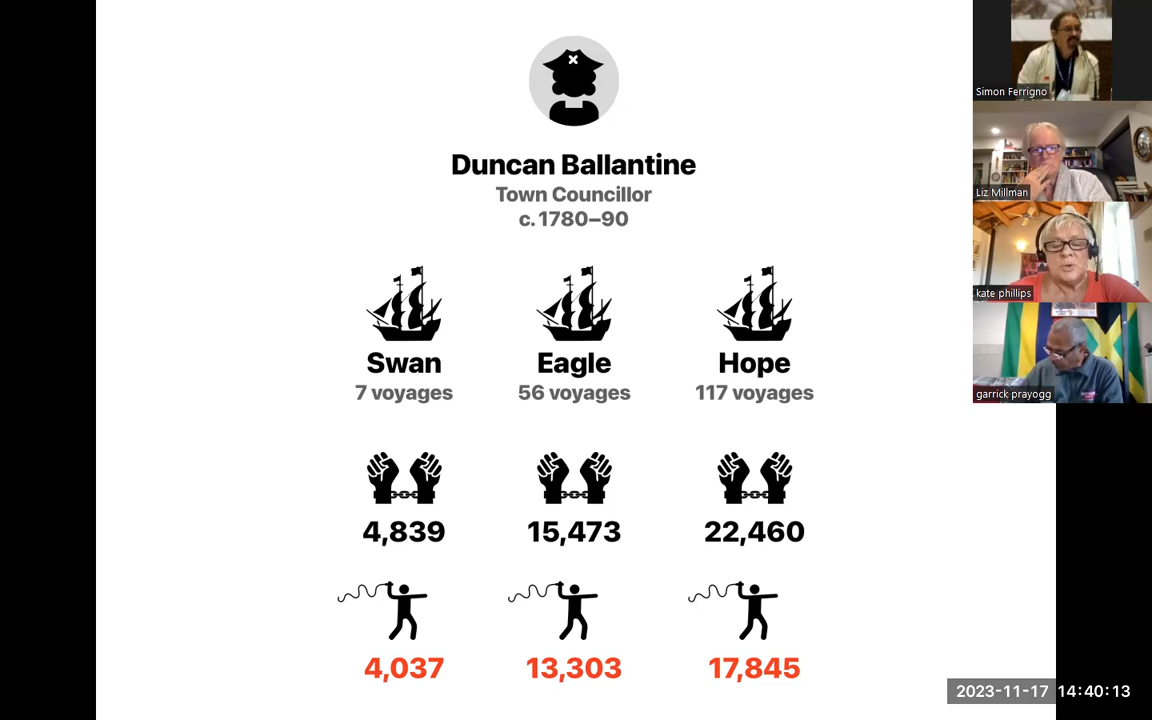 Duncan Ballantine
Town Councillor
c. 1780–90
Swan
Eagle
Hope
7 voyages
56 voyages
117 voyages
4,839
15,473
22,460
4,037
13,303
17,845
Simon Ferrigno
Liz Millman
kate phillips
garrick prayogg
2023-11-17 14:40:13